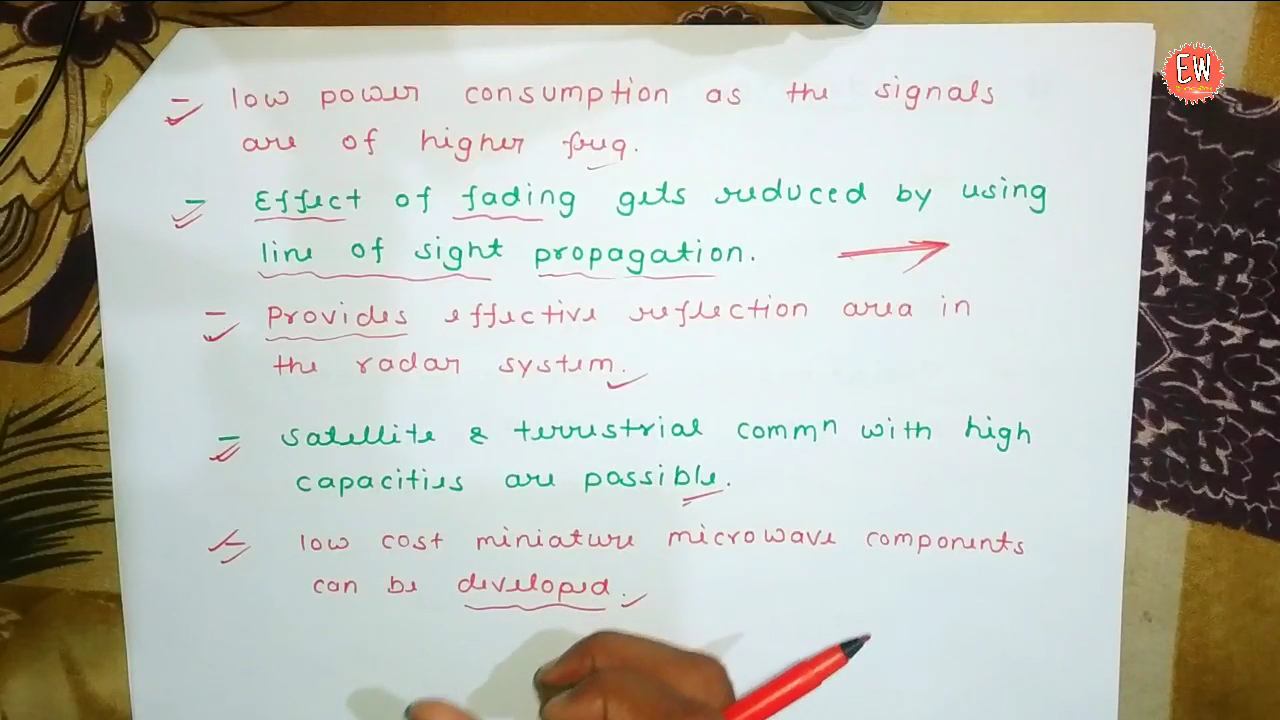 - low power consumption as the signals
are of higher freq.
- Effect of fading gets reduced by using
line of sight propagation.
- Provides effective reflection area in
the radar system.
- Satellite & terrestrial commn with high
capacities are possible.
- low cost miniature microwave components
can be developed.
EW